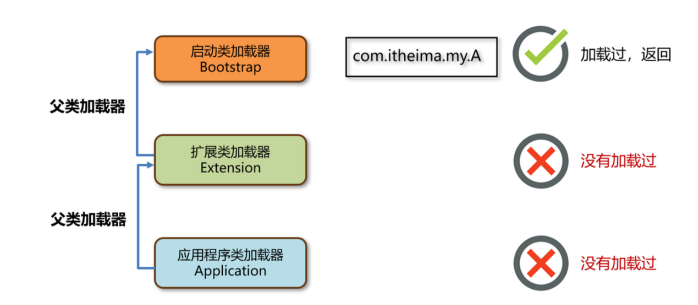 启动类加载器
Bootstrap
com.itheima.my.A
加载过，返回
父类加载器
扩展类加载器
Extension
没有加载过
父类加载器
应用程序类加载器
Application
没有加载过